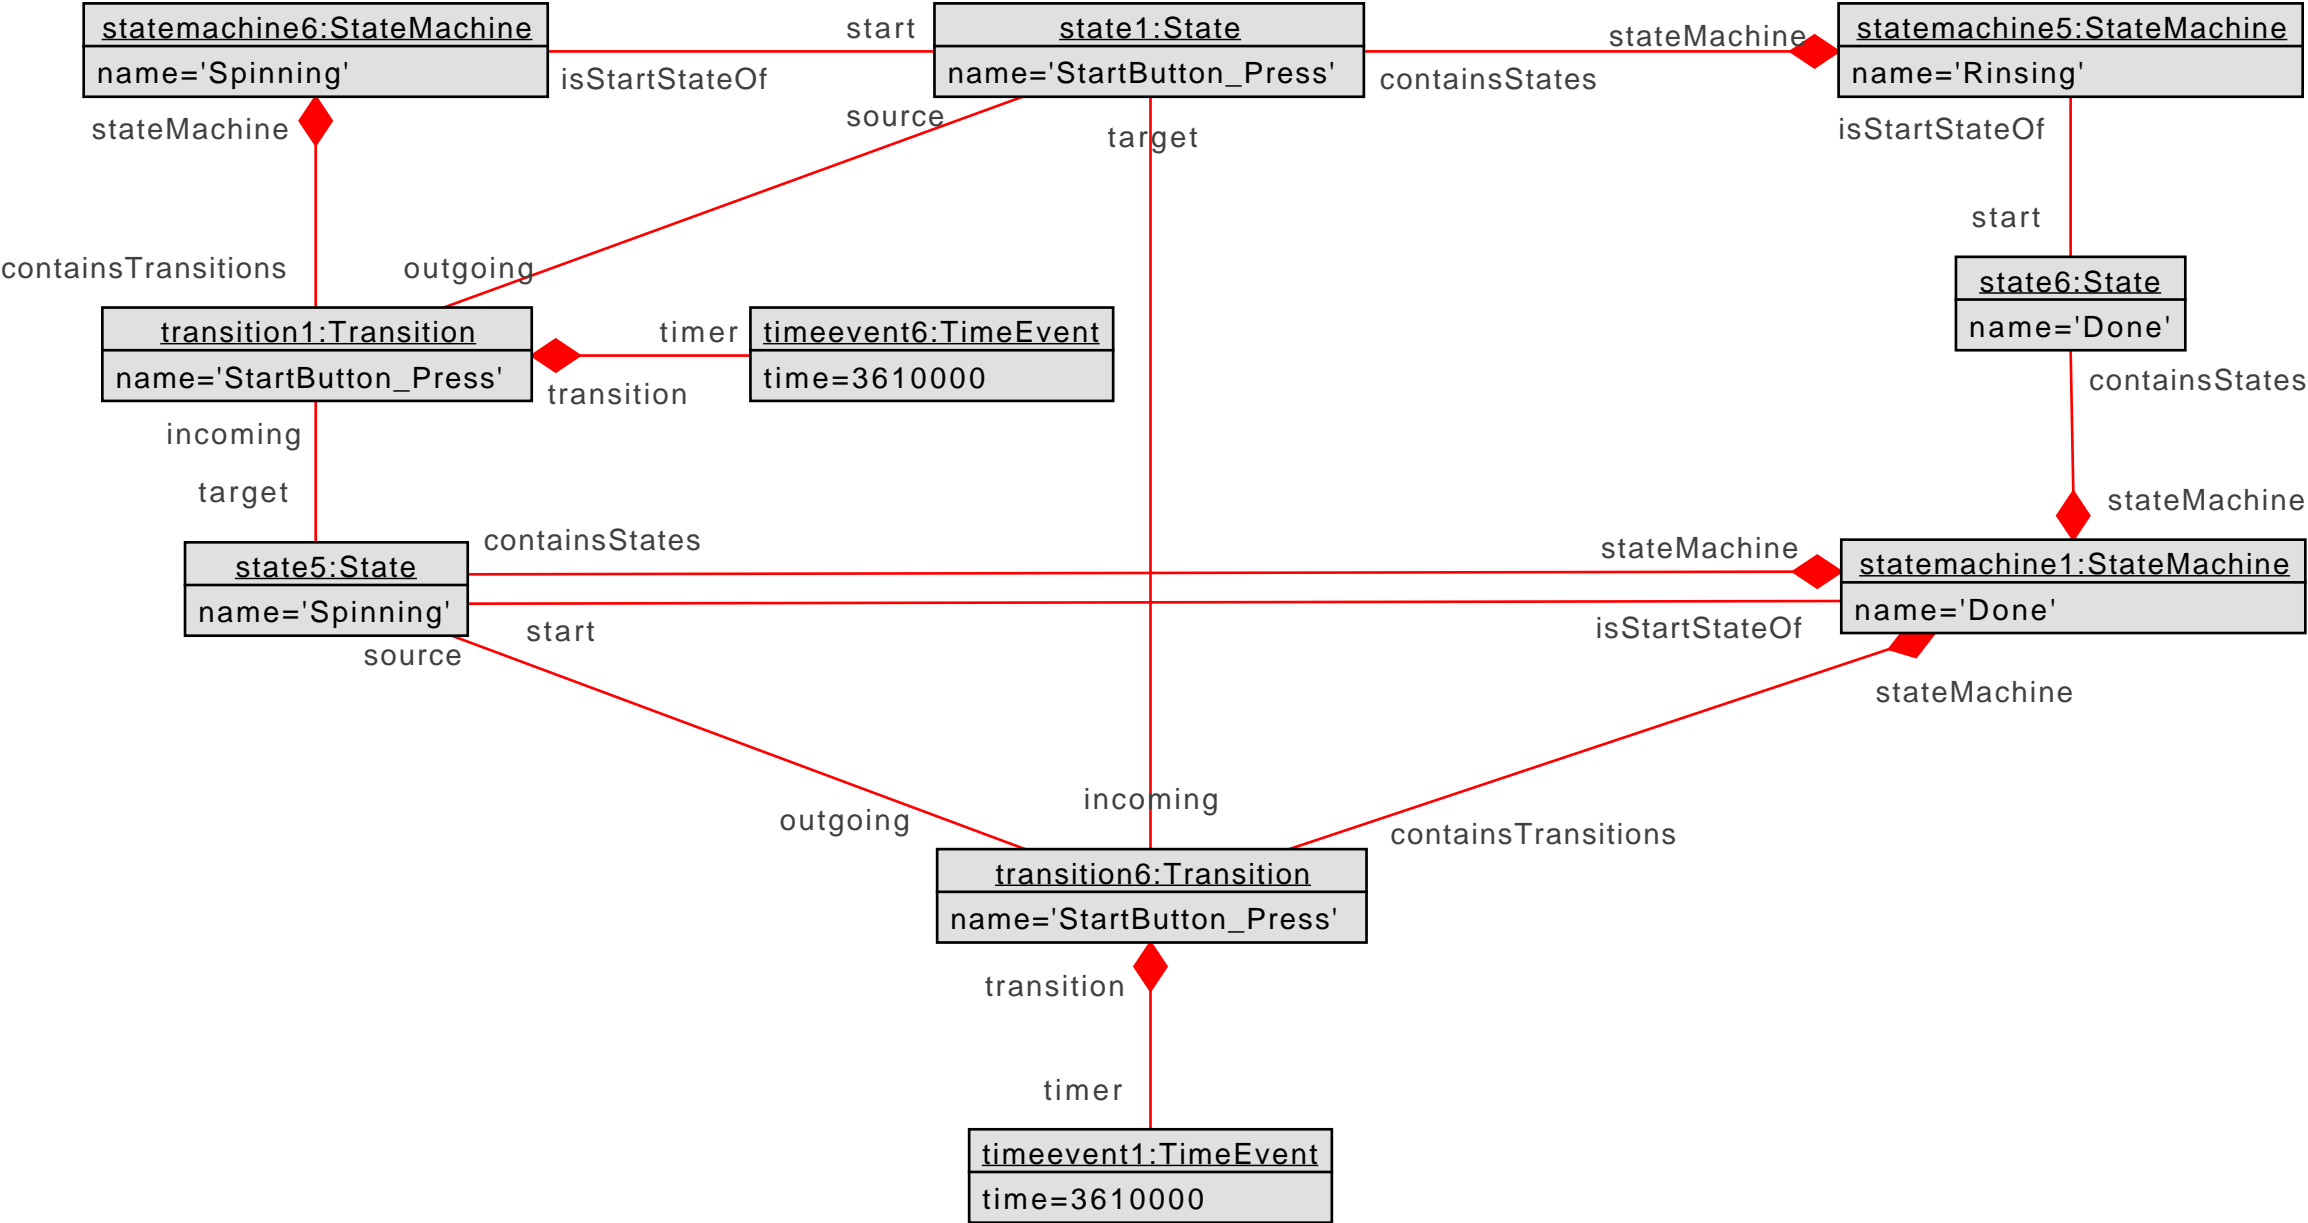 statemachine6:StateMachine
name='Spinning'
start
isStartStateOf
state1:State
name='StartButton_Press'
stateMachine
containsStates
statemachine5:StateMachine
name='Rinsing'
stateMachine
source
target
isStartStateOf
start
containsTransitions
outgoing
state6:State
name='Done'
transition1:Transition
name='StartButton_Press'
timer
transition
timeevent6:TimeEvent
time=3610000
containsStates
incoming
target
stateMachine
containsStates
stateMachine
state5:State
name='Spinning'
statemachine1:StateMachine
name='Done'
start
isStartStateOf
source
stateMachine
outgoing
incoming
containsTransitions
transition6:Transition
name='StartButton_Press'
transition
timer
timeevent1:TimeEvent
time=3610000